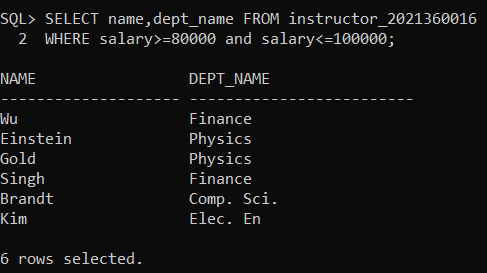 SQL> SELECT name,dept_name FROM instructor_2021360016
  2  WHERE salary>=80000 and salary<=100000;

NAME                 DEPT_NAME
-------------------- -------------------------
Wu                   Finance
Einstein             Physics
Gold                 Physics
Singh                Finance
Brandt               Comp. Sci.
Kim                  Elec. En

6 rows selected.